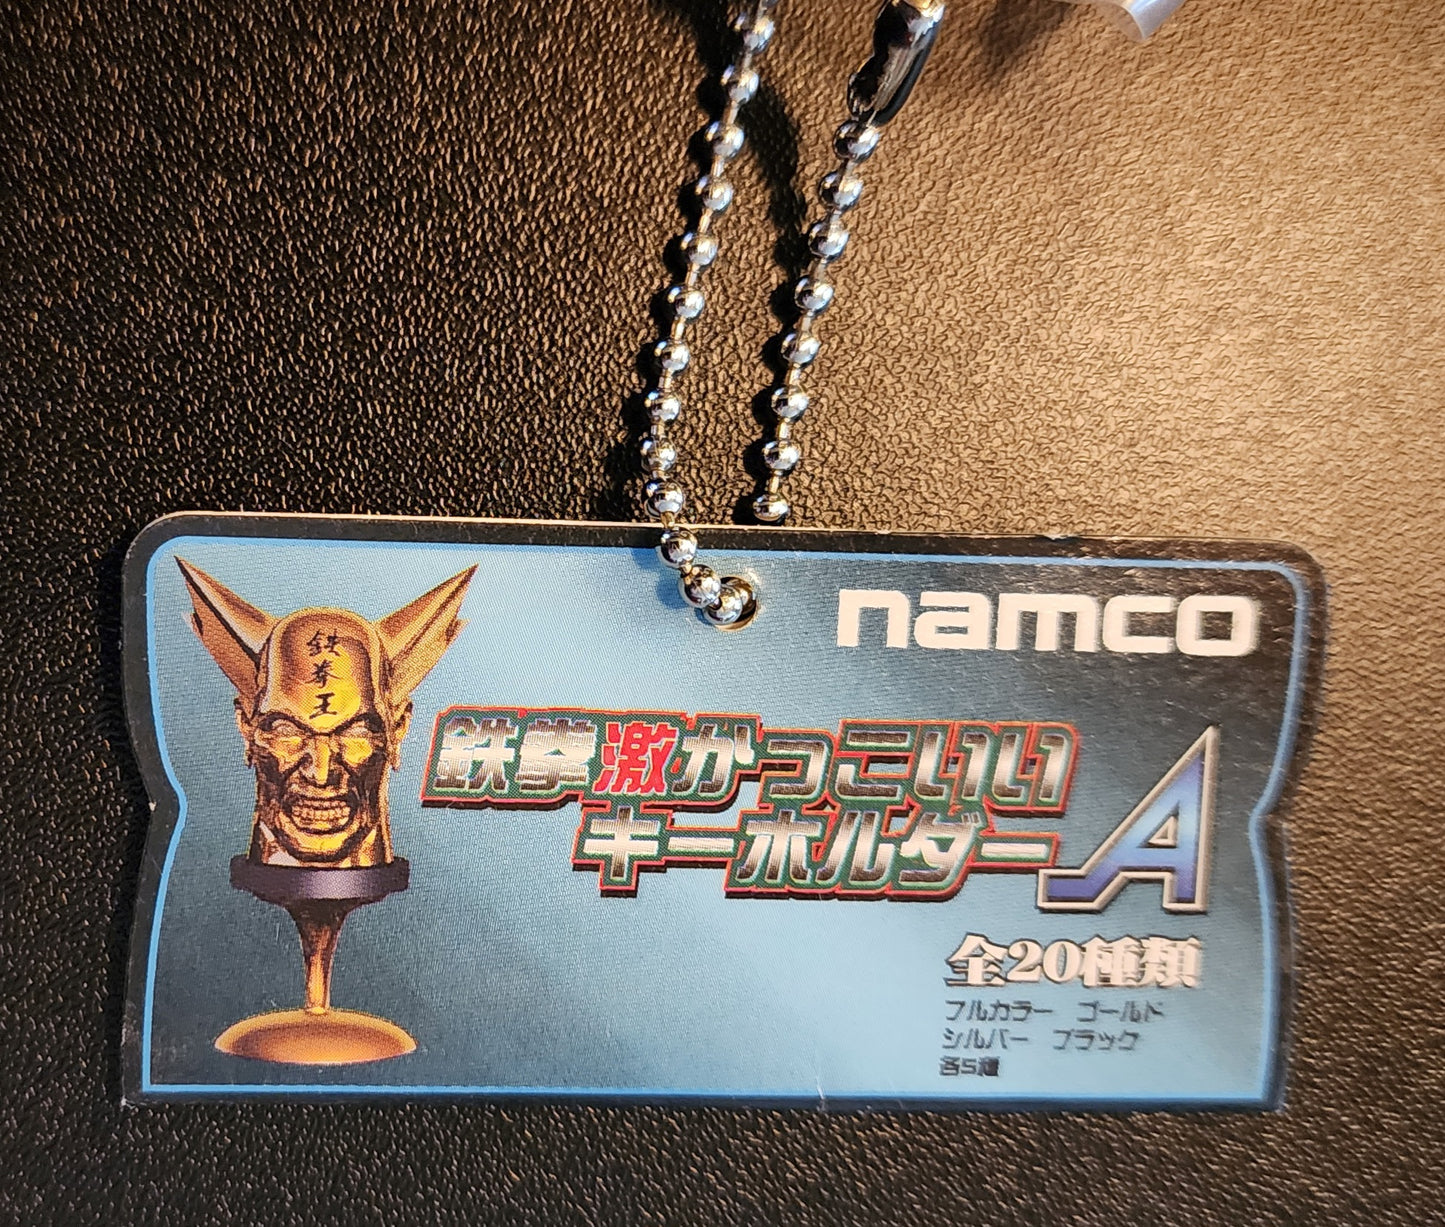 namco
鉄
拳
王
鉄拳激かっこいい
キーホルダー A
全20種類
フルカラー ゴールド
シルバー ブラック
各5種